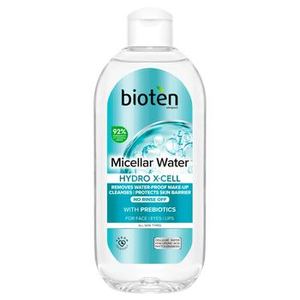 bioten
92%
Micellar Water
HYDRO X-CELL
REMOVES WATER-PROOF MAKE-UP
CLEANSES | PROTECTS SKIN BARRIER
NO RINSE OFF
WITH PREBIOTICS
FOR FACE | EYES | LIPS
ALL SKIN TYPES